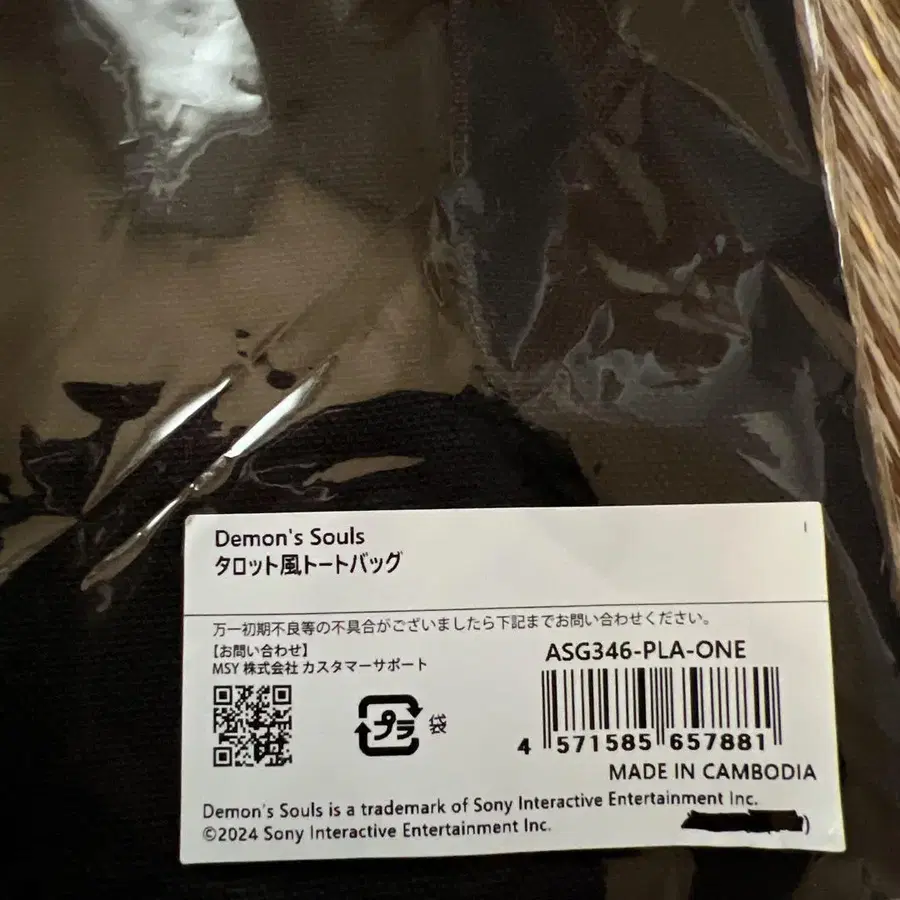 Demon's Souls
タロット風トートバッグ
万一初期不良等の不具合がございましたら下記までお問い合わせください。
【お問い合わせ】
MSY 株式会社 カスタマーサポート
ASG346-PLA-ONE
プラ 袋
4 571585 657881
MADE IN CAMBODIA
Demon's Souls is a trademark of Sony Interactive Entertainment Inc.
©2024 Sony Interactive Entertainment Inc.
)